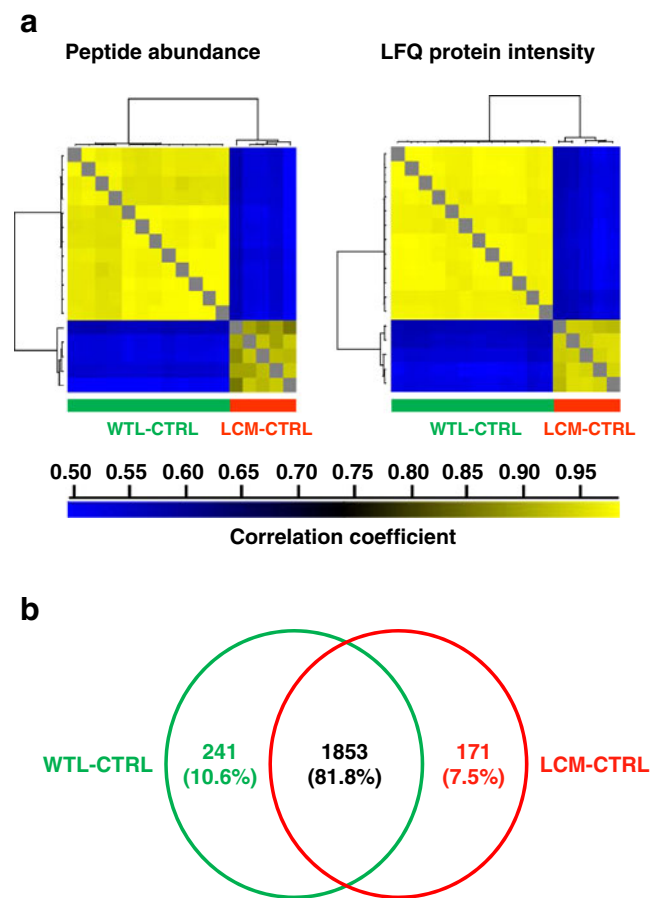 a
Peptide abundance
LFQ protein intensity
WTL-CTRL LCM-CTRL
WTL-CTRL LCM-CTRL
0.50 0.55 0.60 0.65 0.70 0.75 0.80 0.85 0.90 0.95
Correlation coefficient
b
WTL-CTRL
241
(10.6%)
1853
(81.8%)
171
(7.5%)
LCM-CTRL